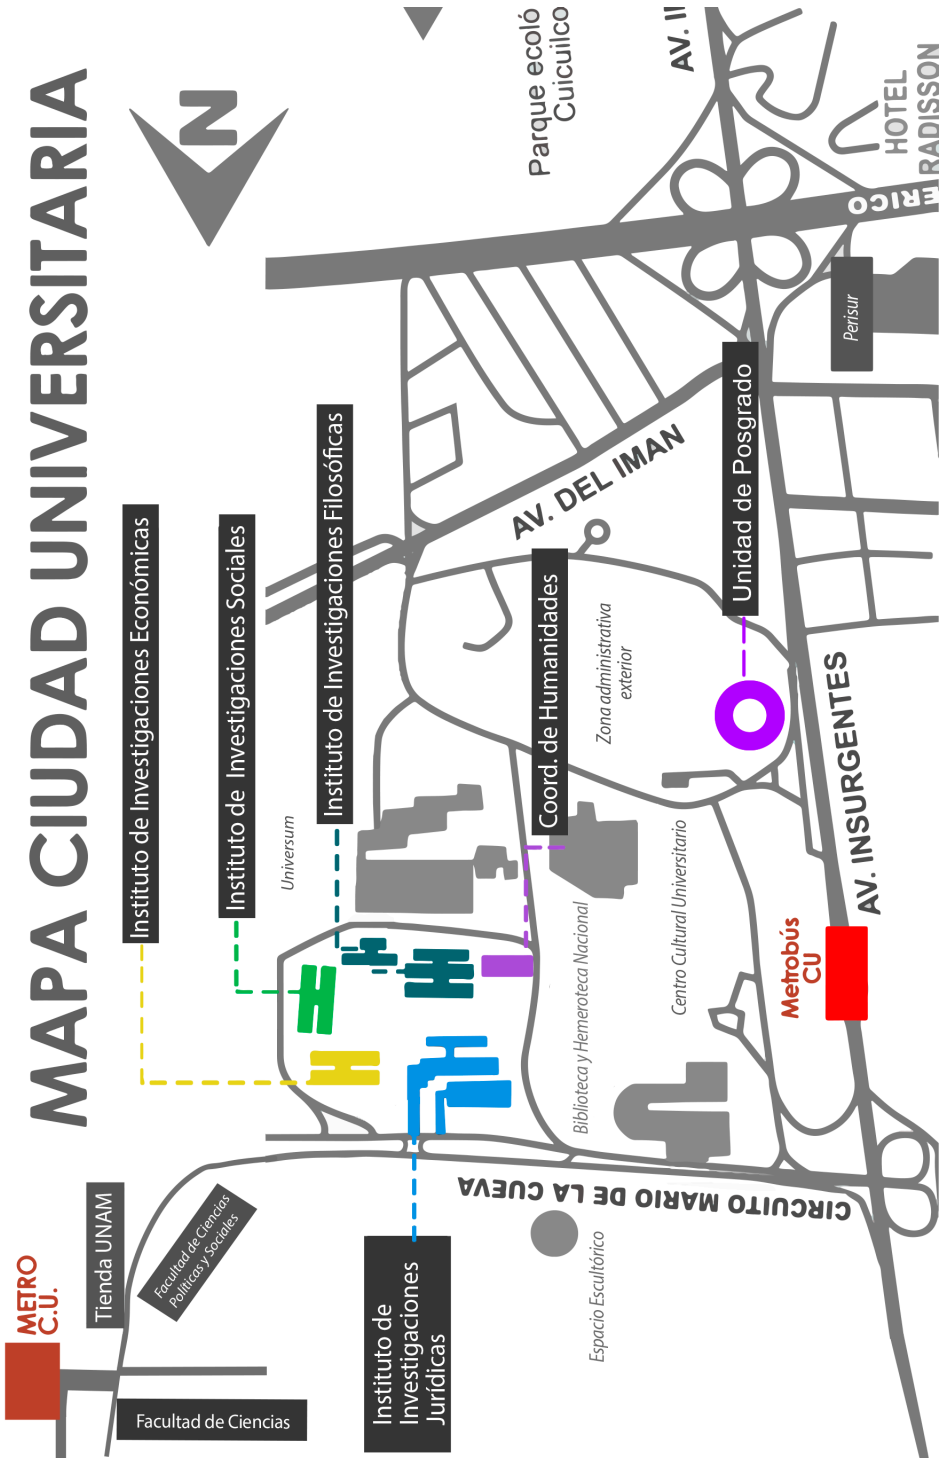 MAPA CIUDAD UNIVERSITARIA
N
METRO
C.U.
Tienda UNAM
Facultad de Ciencias
Políticas y Sociales
Facultad de Ciencias
Instituto de Investigaciones Económicas
Instituto de Investigaciones Sociales
Instituto de Investigaciones Filosóficas
Universum
Instituto de
Investigaciones
Jurídicas
Coord. de Humanidades
Unidad de Posgrado
Zona administrativa
exterior
Biblioteca y Hemeroteca Nacional
Centro Cultural Universitario
Espacio Escultórico
CIRCUITO MARIO DE LA CUEVA
Metrobús
CU
AV. INSURGENTES
AV. DEL IMAN
Parque ecoló
Cuicuilco
AV. I
Perisur
ERICO
HOTEL
RADISSON